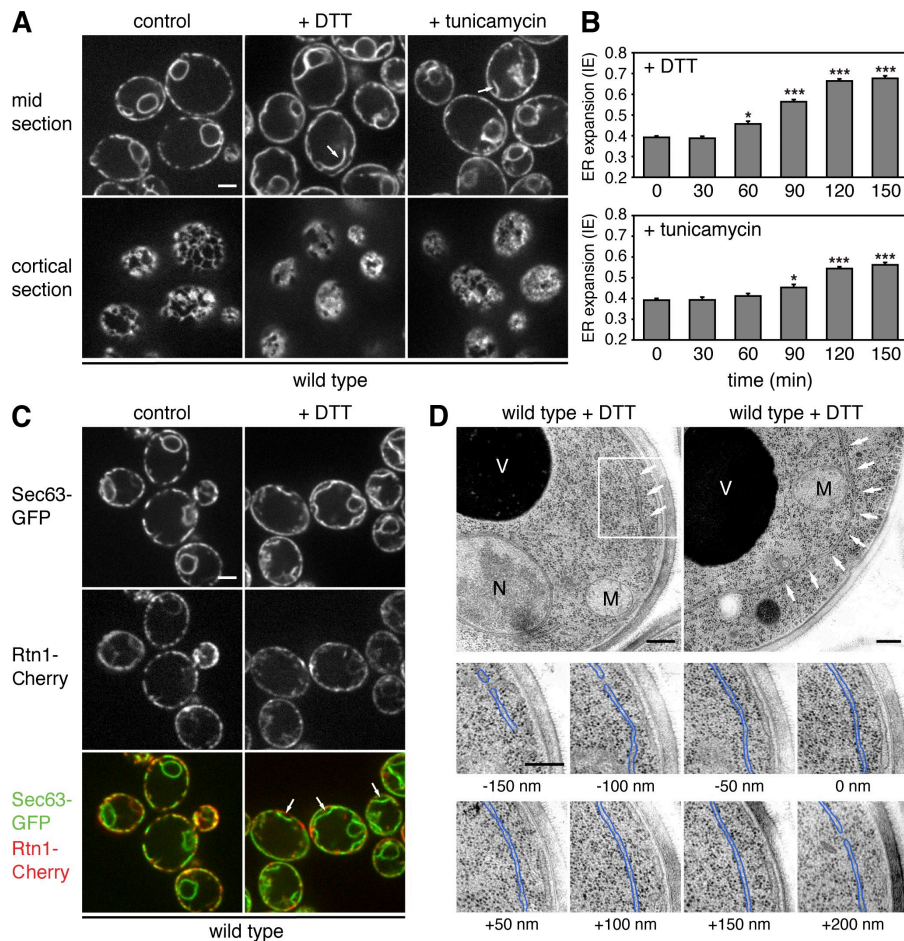 A
control
+ DTT
+ tunicamycin
mid
section
cortical
section
wild type
B
+ DTT
ER expansion (IE)
0.8
0.7
0.6
0.5
0.4
0.3
0.2
*
***
***
***
0 30 60 90 120 150
+ tunicamycin
ER expansion (IE)
0.8
0.7
0.6
0.5
0.4
0.3
0.2
*
***
***
0 30 60 90 120 150
time (min)
C
control
+ DTT
Sec63-
GFP
Rtn1-
Cherry
Sec63-
GFP
Rtn1-
Cherry
wild type
D
wild type + DTT
wild type + DTT
V
N
M
V
M
-150 nm
-100 nm
-50 nm
0 nm
+50 nm
+100 nm
+150 nm
+200 nm